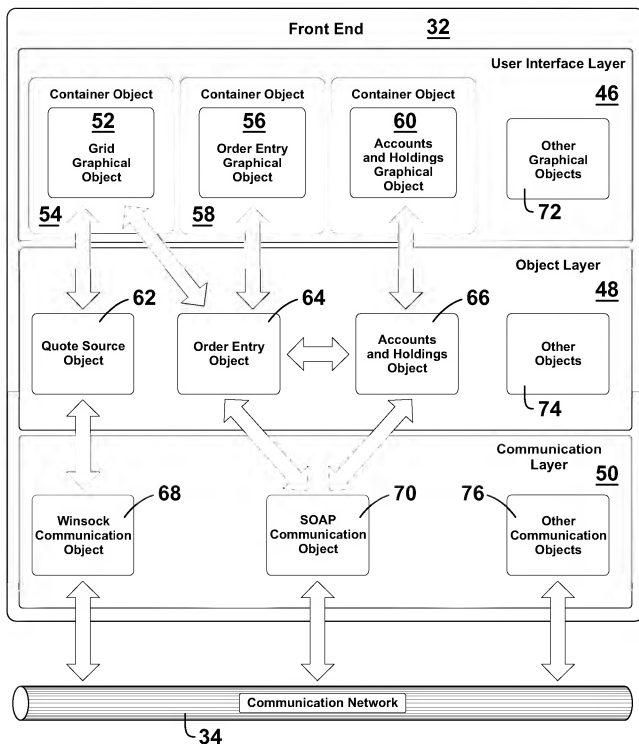 Front End 32
User Interface Layer
46
Container Object
52
Grid
Graphical
Object
54
Container Object
56
Order Entry
Graphical
Object
58
Container Object
60
Accounts
and Holdings
Graphical
Object
Other
Graphical
Objects
72
Object Layer
48
62
Quote Source
Object
64
Order Entry
Object
66
Accounts
and Holdings
Object
Other
Objects
74
Communication
Layer
50
68
Winsock
Communication
Object
70
SOAP
Communication
Object
76
Other
Communication
Objects
Communication Network
34